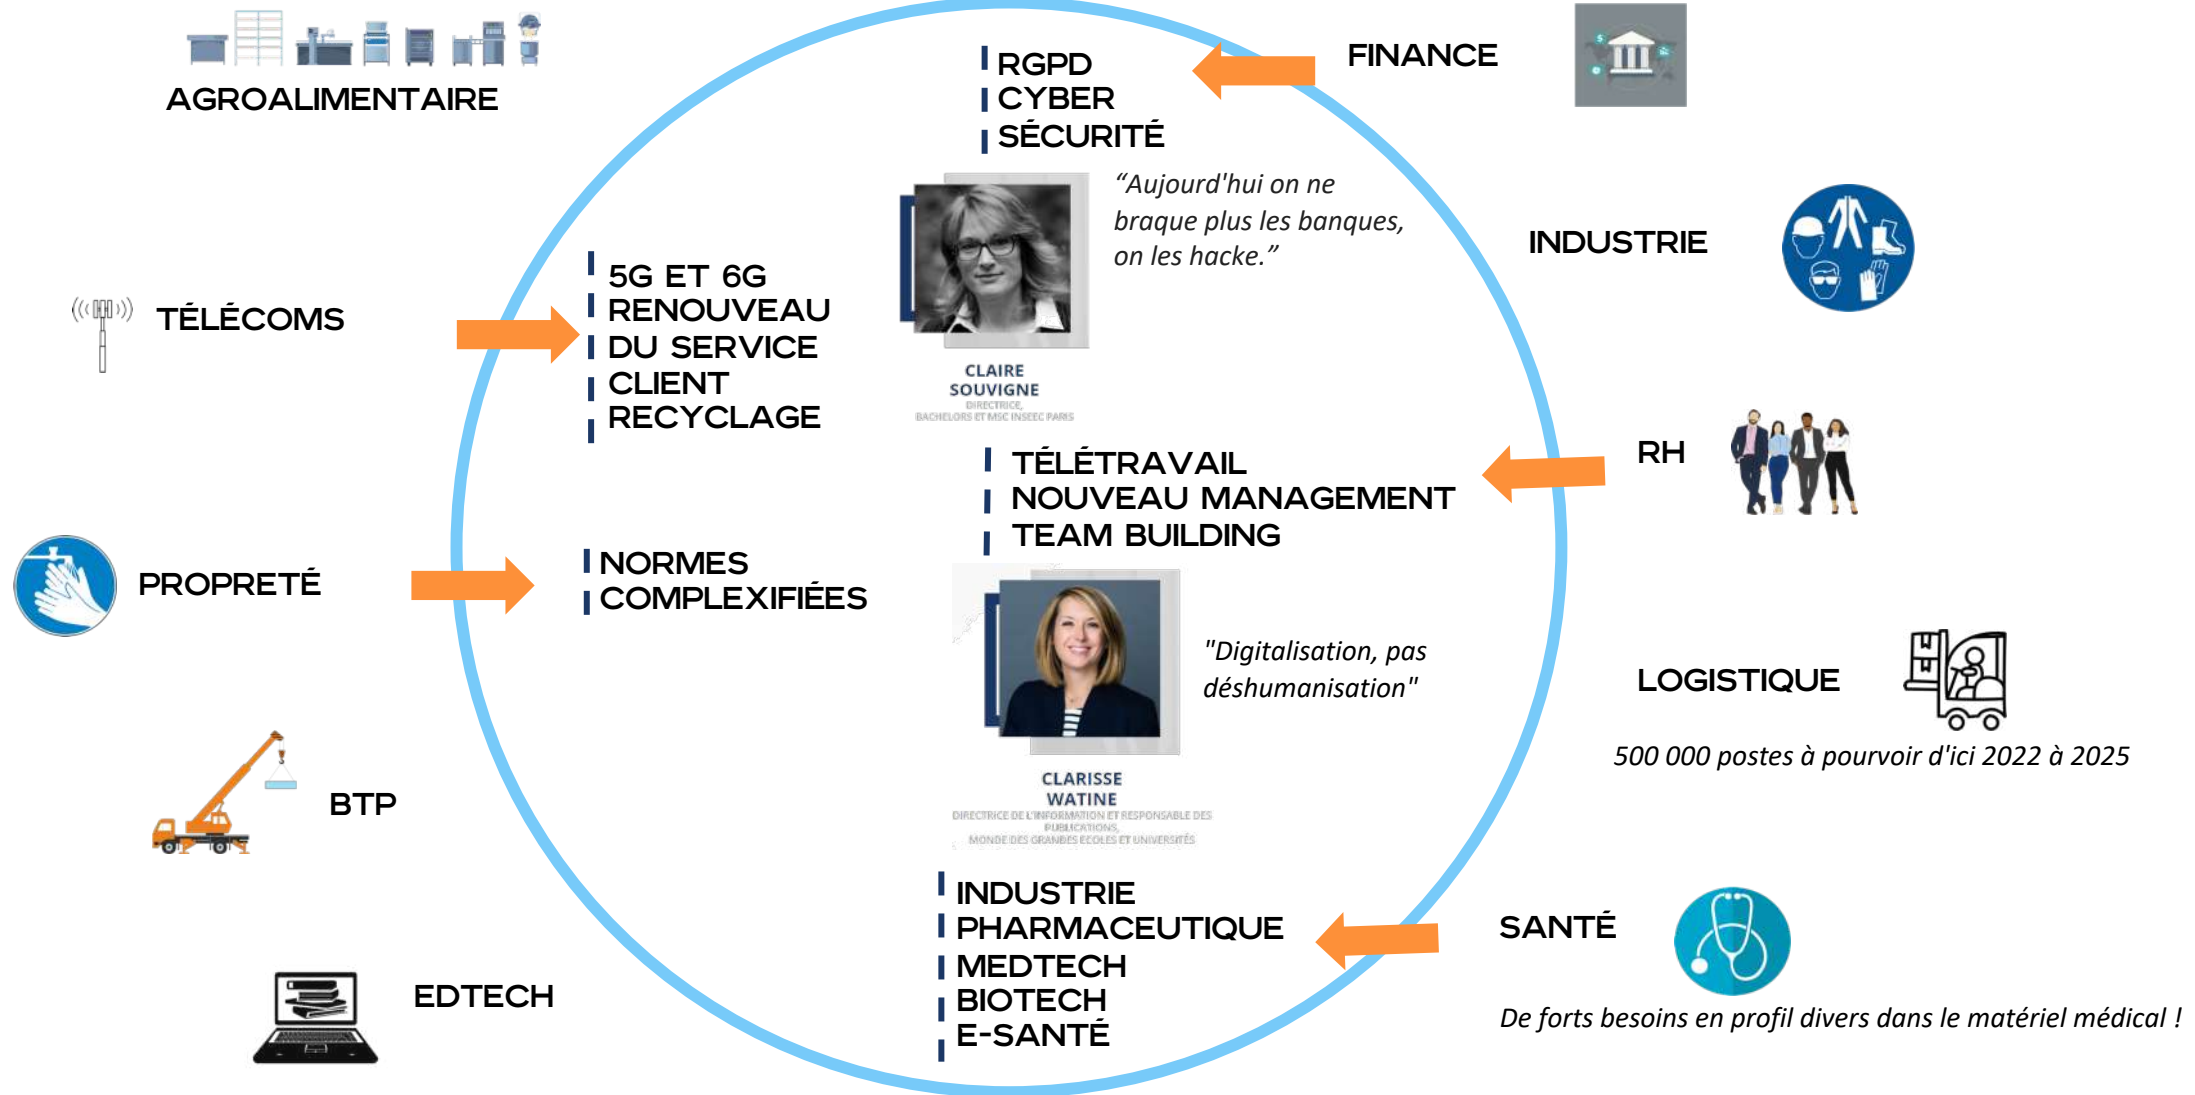 AGROALIMENTAIRE
TÉLÉCOMS
PROPRETÉ
BTP
EDTECH
5G ET 6G
RENOUVEAU
DU SERVICE
CLIENT
RECYCLAGE
NORMES
COMPLEXIFIÉES
RGPD
CYBER
SÉCURITÉ
“Aujourd'hui on ne
braque plus les banques,
on les hacke.”
CLAIRE
SOUVIGNE
DIRECTRICE,
BACHELORS ET MSC INSEEC PARIS
TÉLÉTRAVAIL
NOUVEAU MANAGEMENT
TEAM BUILDING
"Digitalisation, pas
déshumanisation"
CLARISSE
WATINE
DIRECTRICE DE L'INFORMATION ET RESPONSABLE DES
PUBLICATIONS,
MONDE DES GRANDES ECOLES ET UNIVERSITÉS
INDUSTRIE
PHARMACEUTIQUE
MEDTECH
BIOTECH
E-SANTÉ
FINANCE
INDUSTRIE
RH
LOGISTIQUE
500 000 postes à pourvoir d'ici 2022 à 2025
SANTÉ
De forts besoins en profil divers dans le matériel médical !